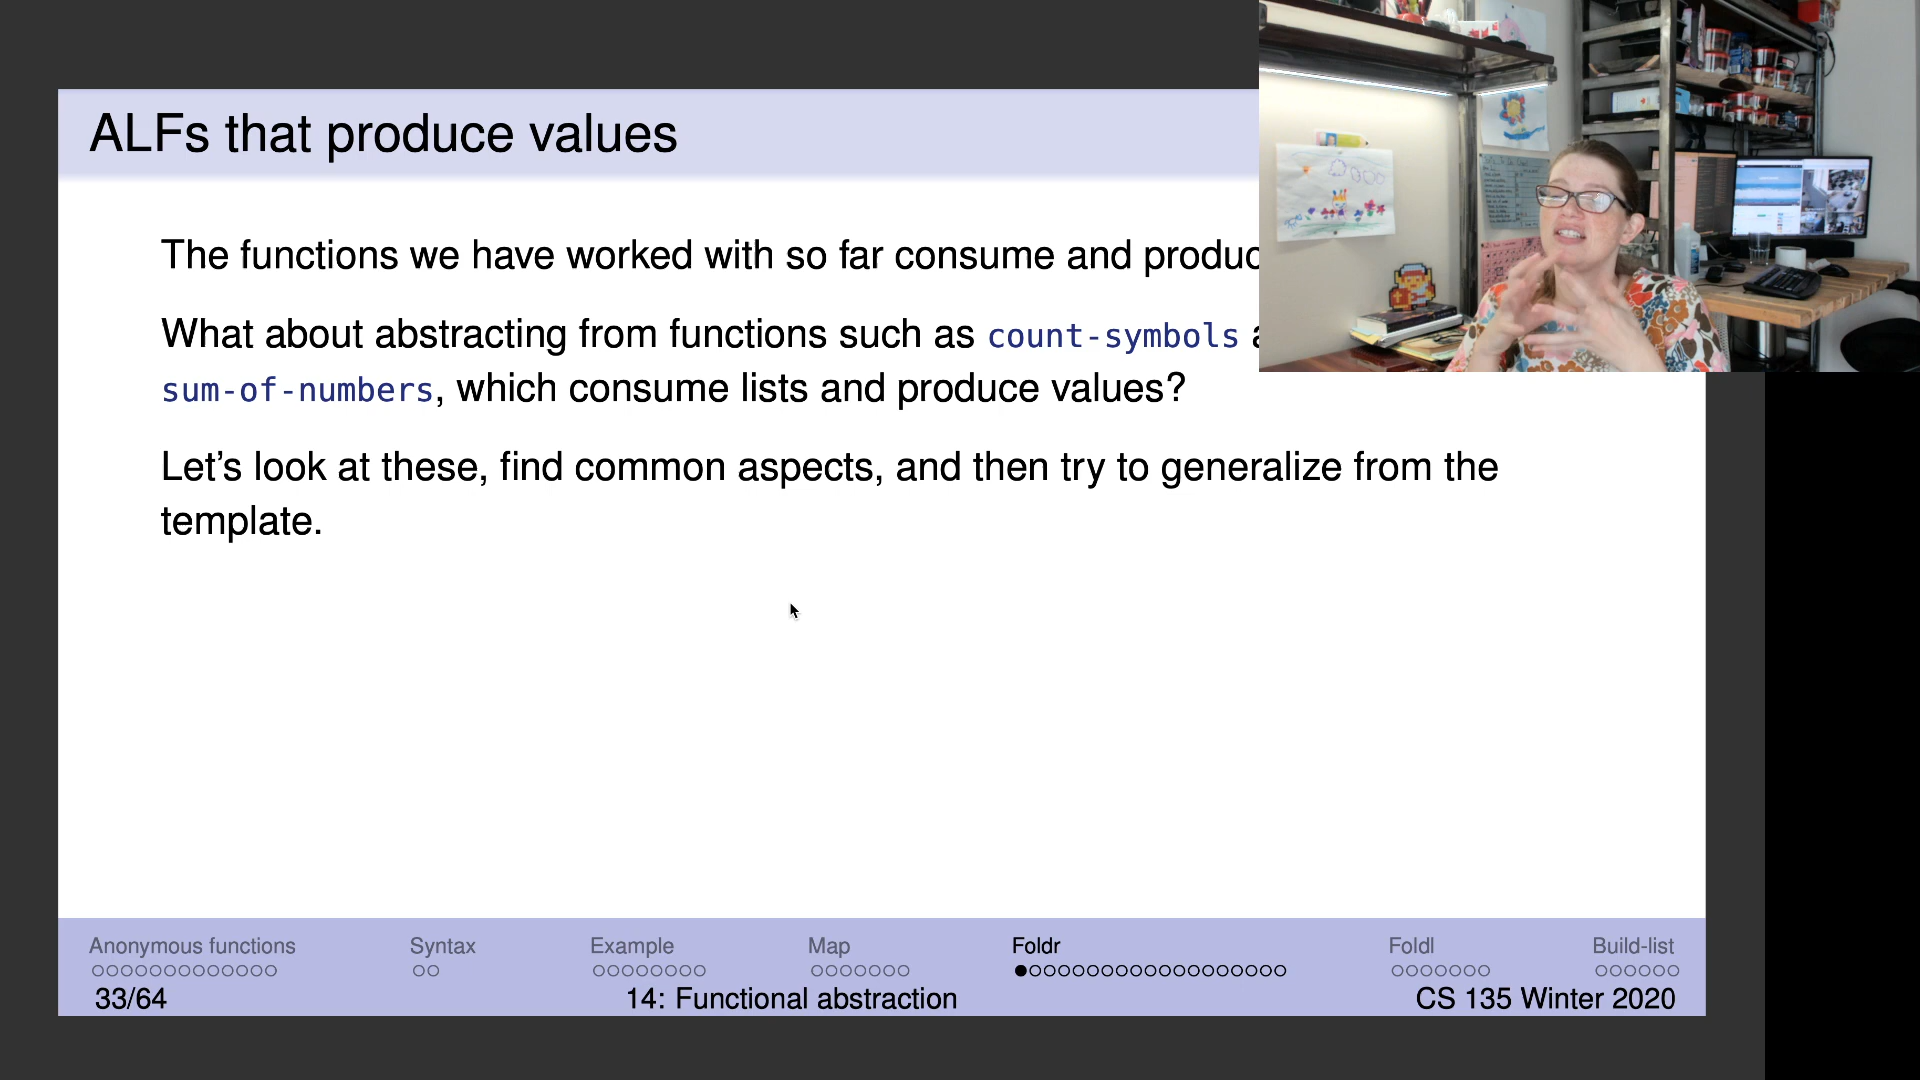 ALFs that produce values
The functions we have worked with so far consume and produc
What about abstracting from functions such as count-symbols
sum-of-numbers, which consume lists and produce values?
Let's look at these, find common aspects, and then try to generalize from the
template.
Anonymous functions Syntax Example Map Foldr Foldl Build-list
33/64 14: Functional abstraction CS 135 Winter 2020